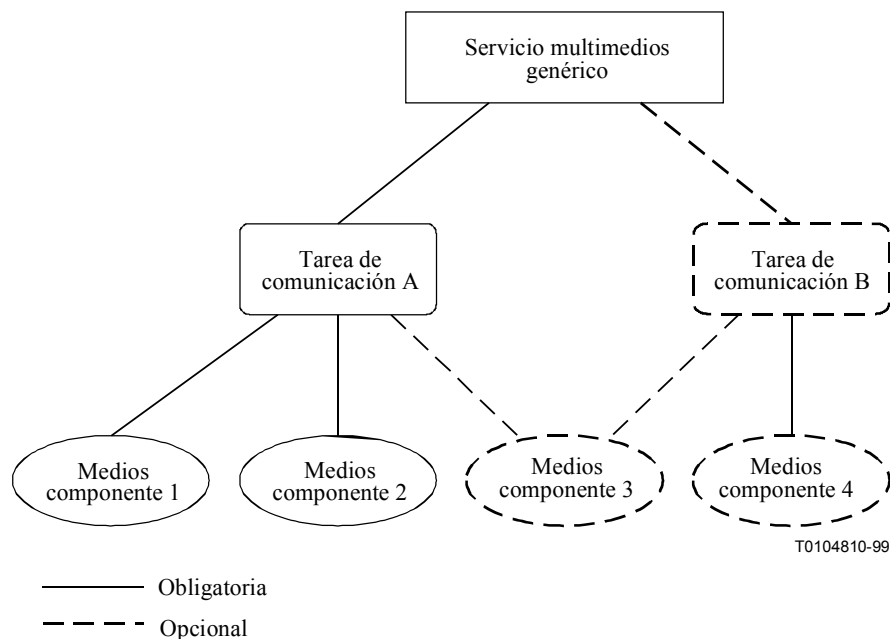 Servicio multimedios
genérico
Tarea de
comunicación A
Tarea de
comunicación B
Medios
componente 1
Medios
componente 2
Medios
componente 3
Medios
componente 4
T0104810-99
Obligatoria
Opcional